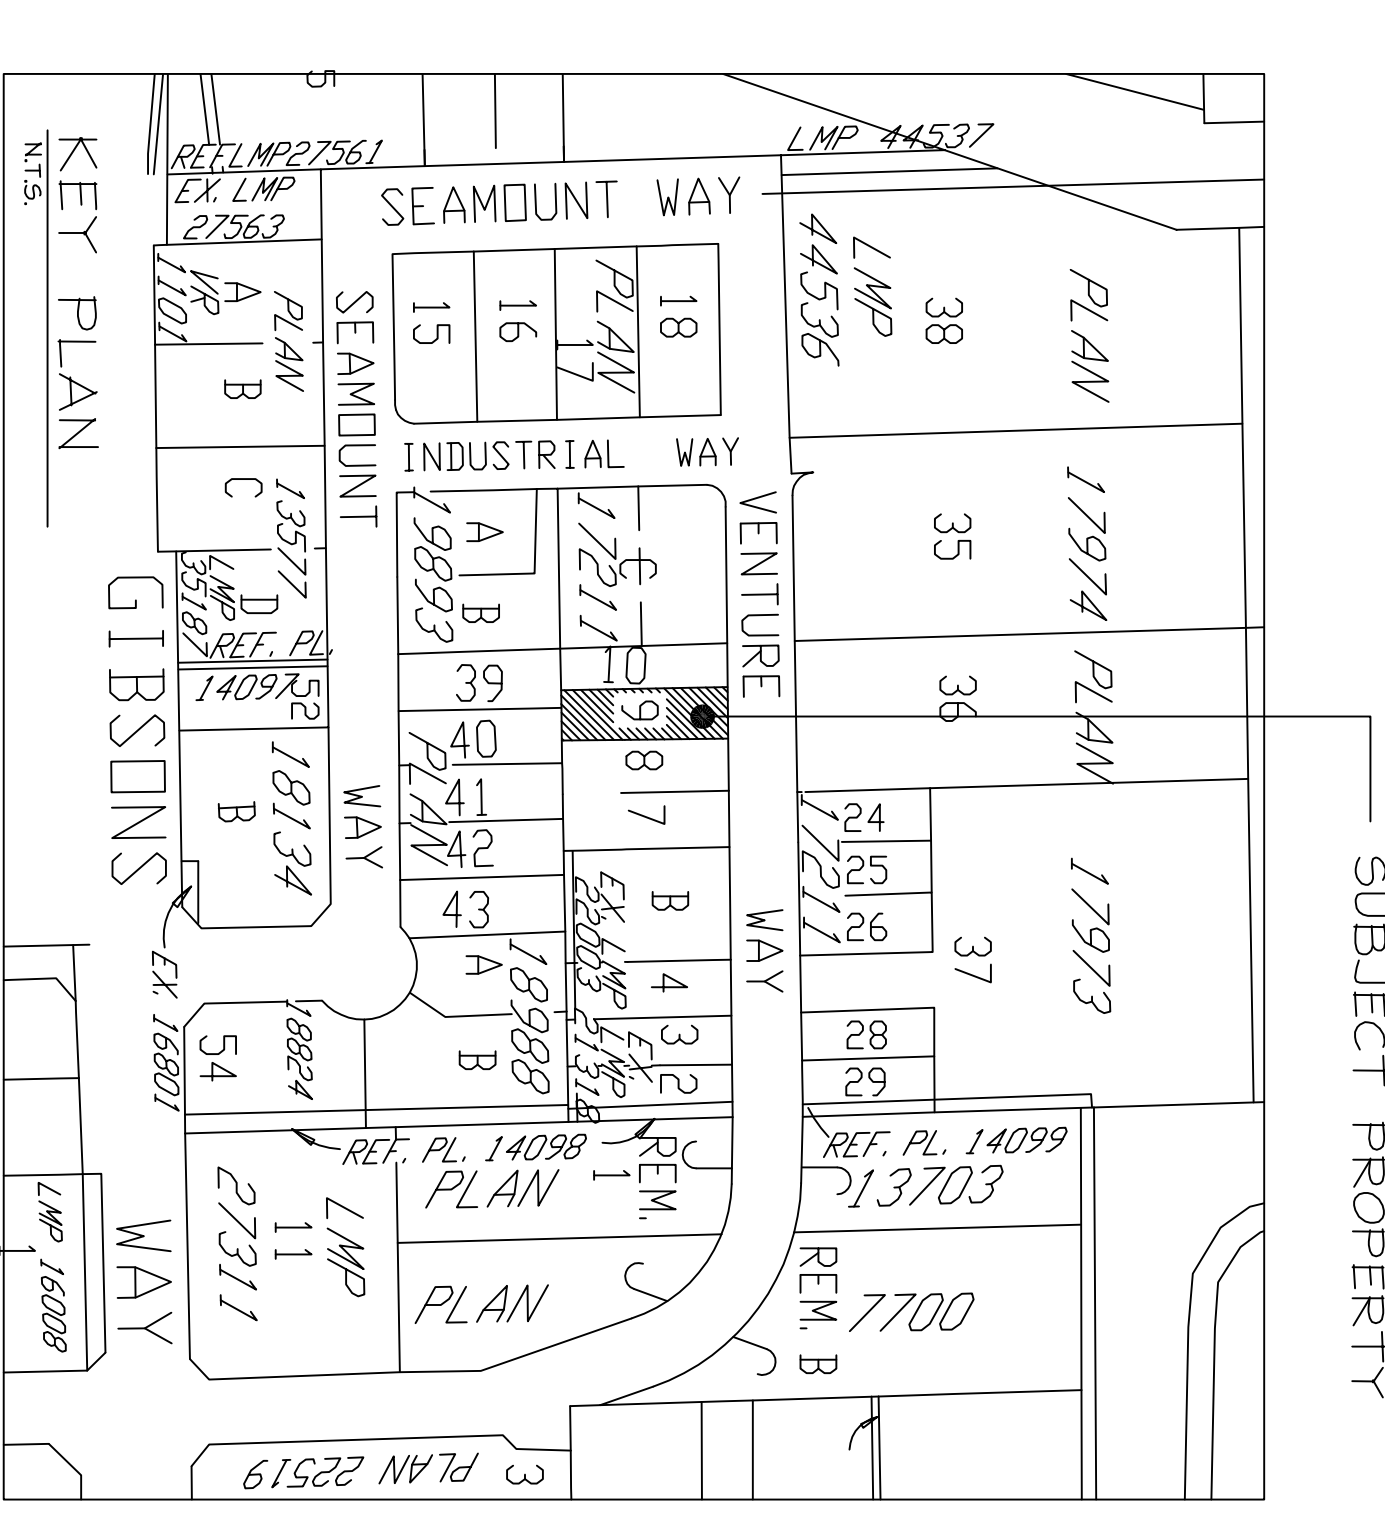 KEY PLAN
N.T.S.
SUBJECT PROPERTY
5
REF.LMP27561
EX. LMP
27563
LMP 44537
SEAMOUNT WAY
A
VR
1101
PLAN
B
C
13577
D
LMP
35187
REF. PL.
14097
52
18134
B
SEAMOUNT
WAY
GIBSONS
WAY
15
16
17
PLAN
18
INDUSTRIAL WAY
LMP
44536
38
PLAN
35
17974
36
PLAN
37
17973
A
19893
B
C
17211
VENTURE
WAY
39
40
41
42
43
PLAN
10
9
8
7
B
EX. LMP
22003
4
3
2
EX.
LMP
21318
24
25
26
17211
28
29
A
18988
B
EX. 16801
54
18824
REF. PL. 14098
REM.
1
REF. PL. 14099
PLAN
13703
PLAN
REM. B
7700
LMP
11
27311
LMP 16008
PLAN 22519
3